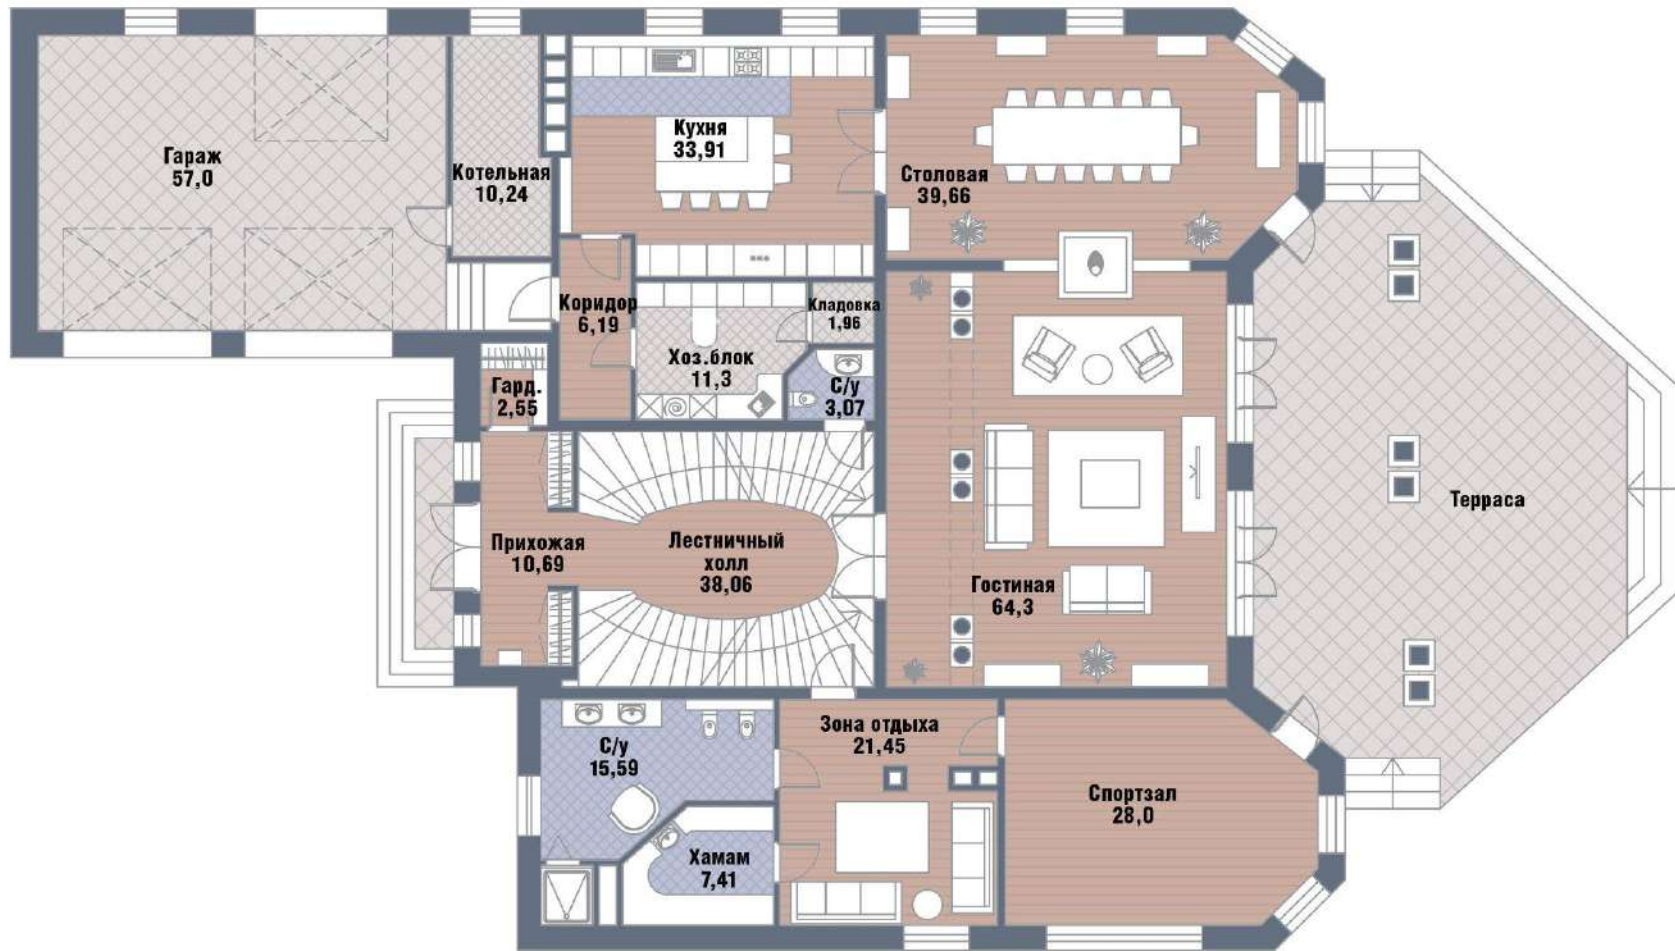 Гараж
57,0
Котельная
10,24
Кухня
33,91
Столовая
39,66
Коридор
6,19
Кладовка
1,96
Хоз.блок
11,3
С/у
3,07
Гард.
2,55
Прихожая
10,69
Лестничный
холл
38,06
Гостиная
64,3
Терраса
С/у
15,59
Зона отдыха
21,45
Спортзал
28,0
Хамам
7,41